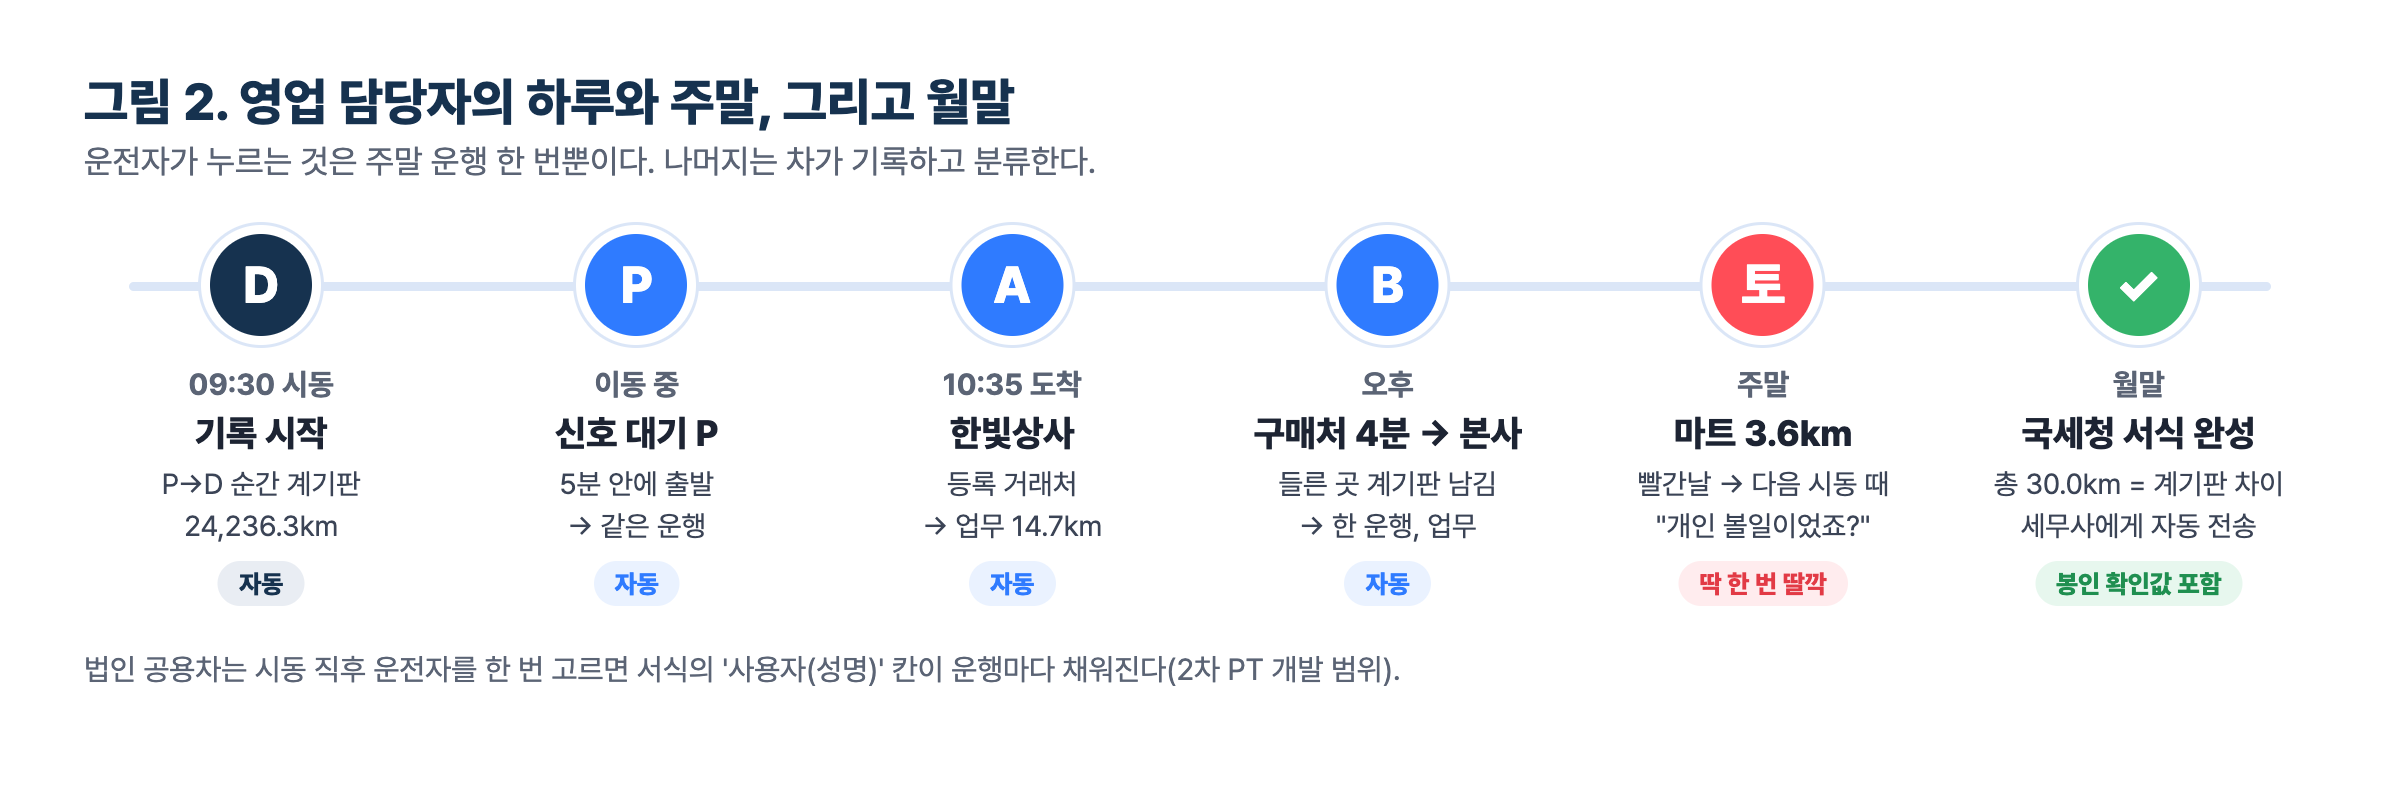 그림 2. 영업 담당자의 하루와 주말, 그리고 월말
운전자가 누르는 것은 주말 운행 한 번뿐이다. 나머지는 차가 기록하고 분류한다.
D
09:30 시동
기록 시작
P→D 순간 계기판
24,236.3km
자동
P
이동 중
신호 대기 P
5분 안에 출발
→ 같은 운행
자동
A
10:35 도착
한빛상사
등록 거래처
→ 업무 14.7km
자동
B
오후
구매처 4분 → 본사
들른 곳 계기판 남김
→ 한 운행, 업무
자동
토
주말
마트 3.6km
빨간날 → 다음 시동 때
"개인 볼일이었죠?"
딱 한 번 딸깍
✓
월말
국세청 서식 완성
총 30.0km = 계기판 차이
세무사에게 자동 전송
봉인 확인값 포함
법인 공용차는 시동 직후 운전자를 한 번 고르면 서식의 '사용자(성명)' 칸이 운행마다 채워진다(2차 PT 개발 범위).